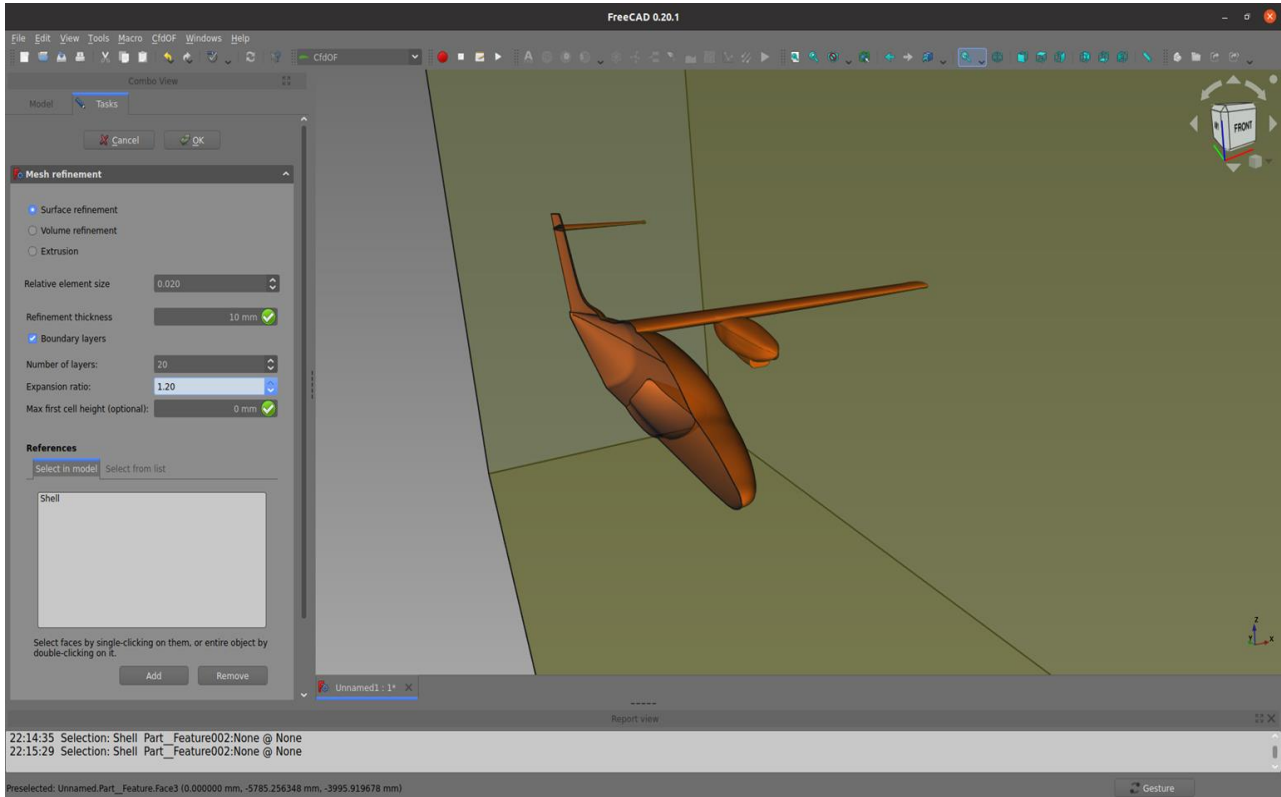 FreeCAD 0.20.1
File Edit View Tools Macro CfdOF Windows Help
CfdOF
Combo View
Model Tasks
Cancel OK
Mesh refinement
Surface refinement
Volume refinement
Extrusion
Relative element size 0.020
Refinement thickness 10 mm
Boundary layers
Number of layers: 20
Expansion ratio: 1.20
Max first cell height (optional): 0 mm
References
Select in model Select from list
Shell
Select faces by single-clicking on them, or entire object by
double-clicking on it.
Add Remove
FRONT
Z
Y X
Unnamed1 : 1*
Report view
22:14:35 Selection: Shell Part__Feature002:None @ None
22:15:29 Selection: Shell Part__Feature002:None @ None
Preselected: Unnamed.Part__Feature.Face3 (0.000000 mm, -5785.256348 mm, -3995.919678 mm)
Gesture